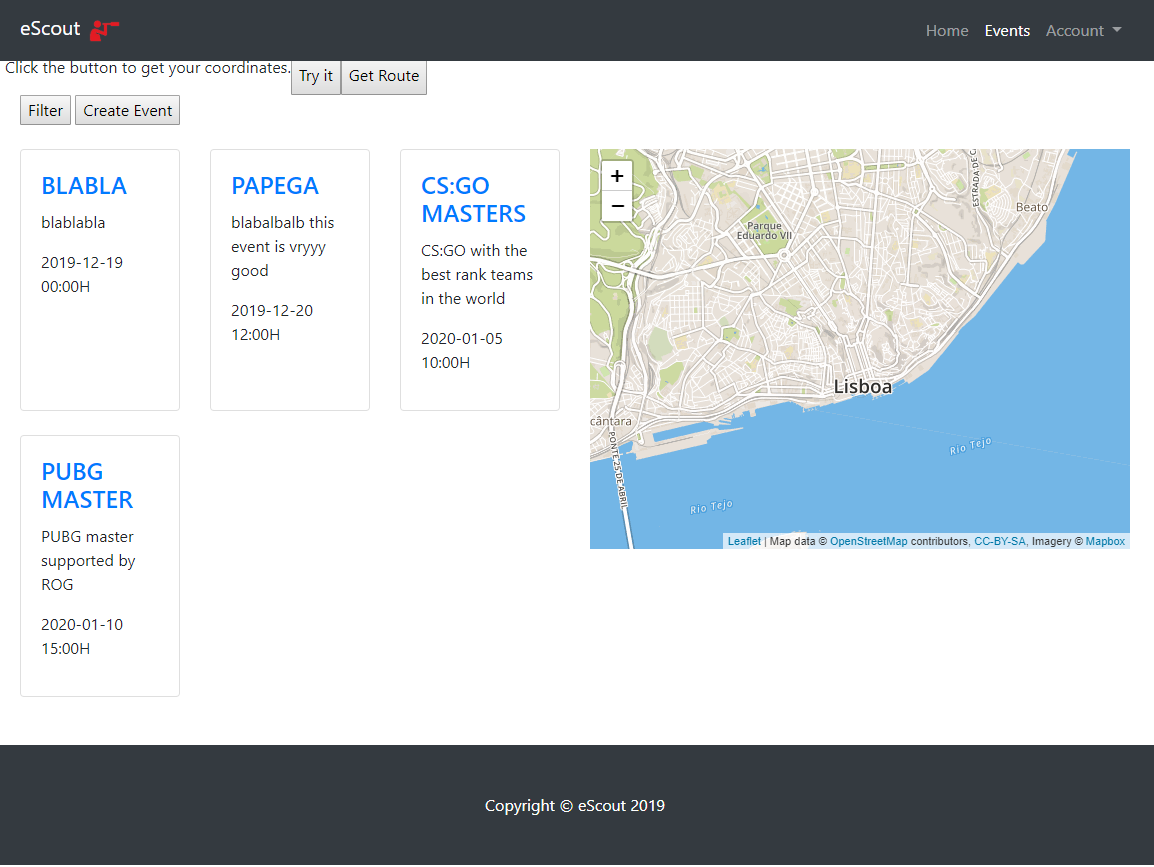 eScout
Home Events Account
Click the button to get your coordinates. Try it Get Route
Filter Create Event
BLABLA
blablabla
2019-12-19
00:00H
PAPEGA
blabalbalb this
event is vryyy
good
2019-12-20
12:00H
CS:GO
MASTERS
CS:GO with the
best rank teams
in the world
2020-01-05
10:00H
PUBG
MASTER
PUBG master
supported by
ROG
2020-01-10
15:00H
+
−
Parque
Eduardo VII
ESTRADA DE C
Beato
Lisboa
cântara
PONTE 25 DE ABRIL
Rio Tejo
Rio Tejo
Leaflet | Map data © OpenStreetMap contributors, CC-BY-SA, Imagery © Mapbox
Copyright © eScout 2019